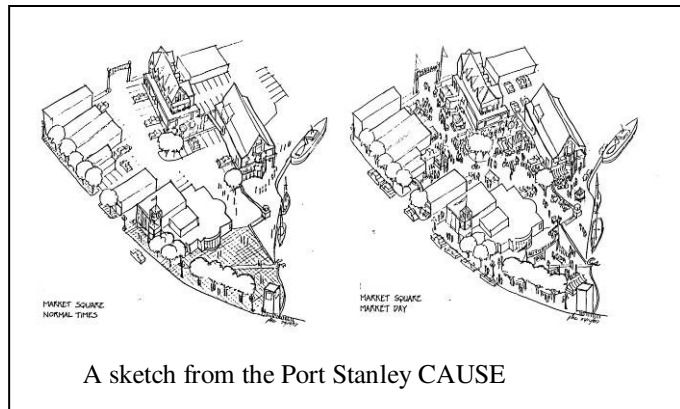 MARKET SQUARE
NORMAL TIMES
MARKET SQUARE
MARKET DAY
A sketch from the Port Stanley CAUSE